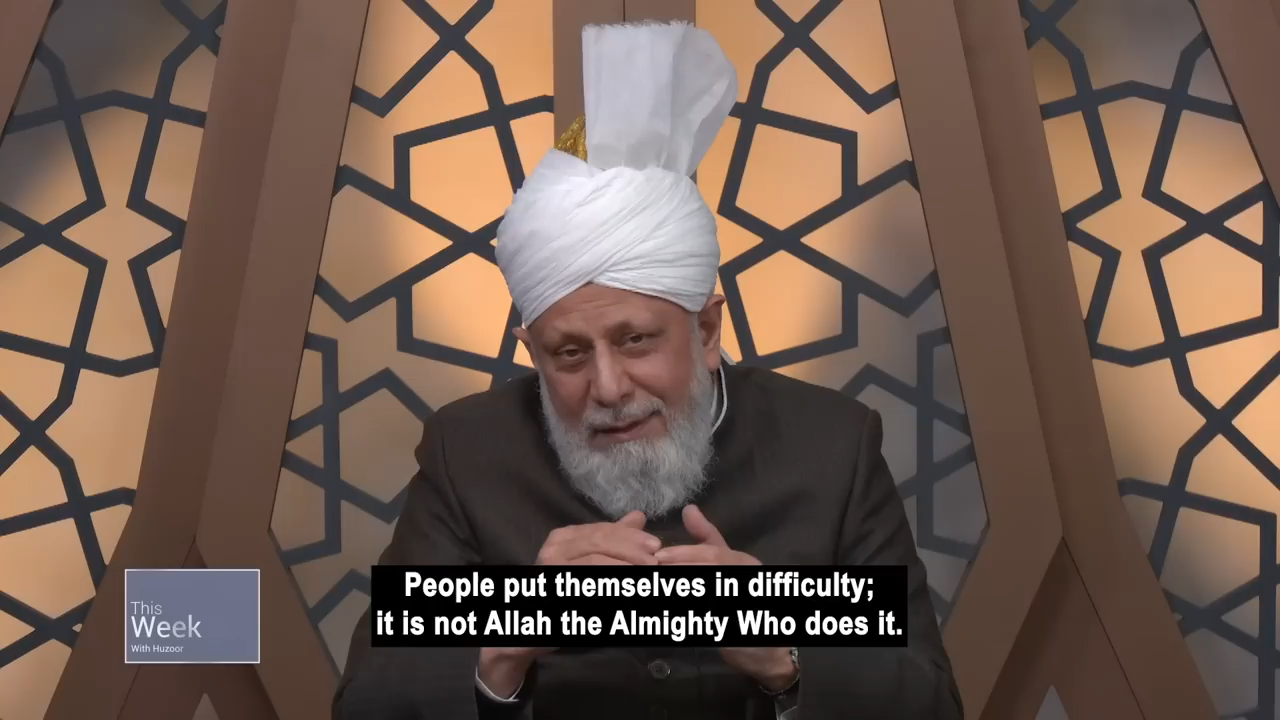 This
Week
With Huzoor
People put themselves in difficulty;
it is not Allah the Almighty Who does it.